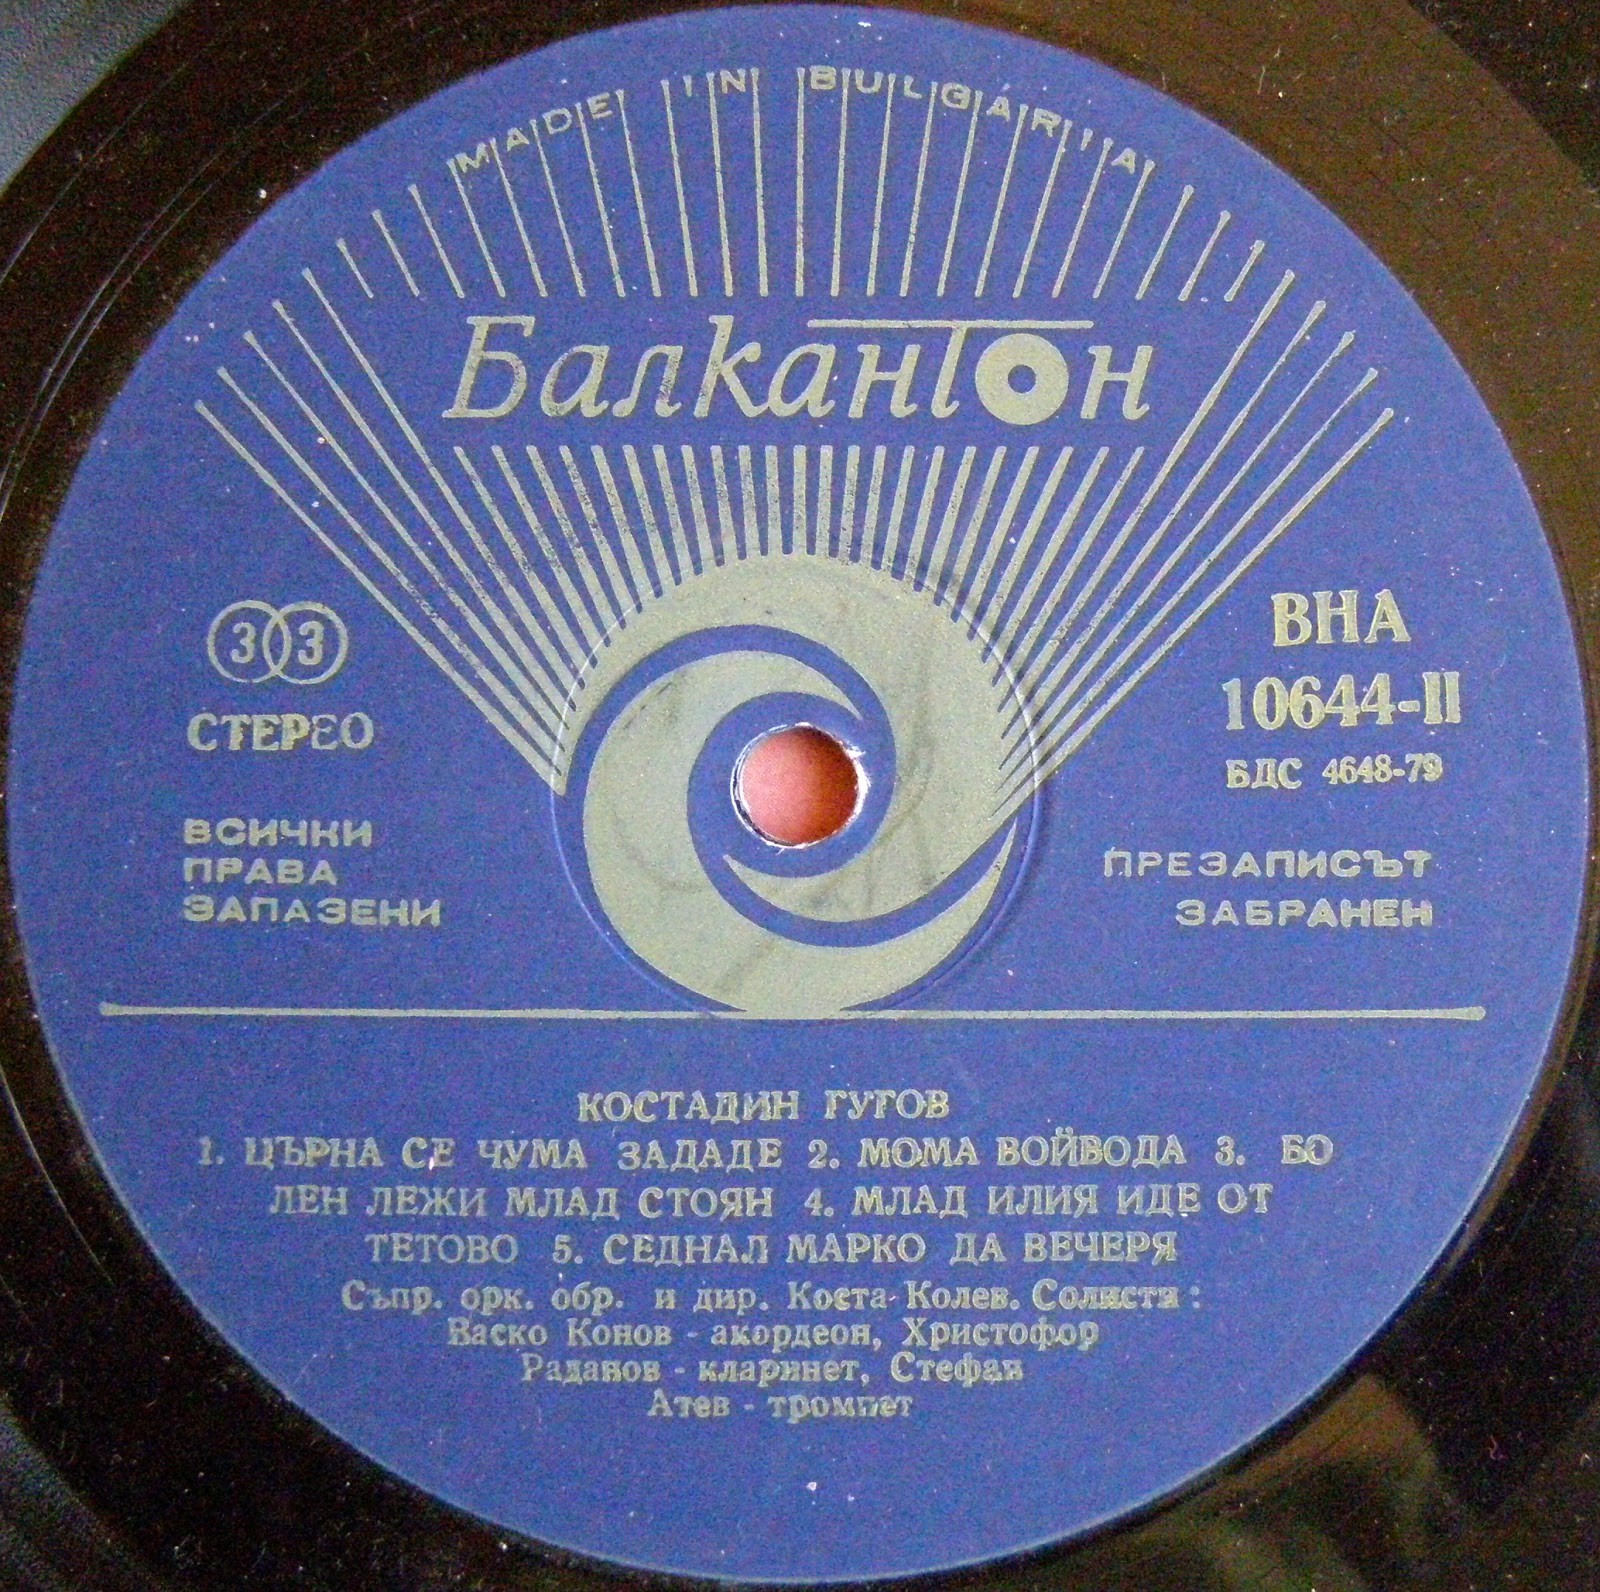 MADE IN BULGARIA
Балкантон
33
СТЕРЕО
ВСИЧКИ
ПРАВА
ЗАПАЗЕНИ
ВНА
10644-II
БДС 4648-79
ПРЕЗАПИСЪТ
ЗАБРАНЕН
КОСТАДИН ГУГОВ
1. ЦЪРНА СЕ ЧУМА ЗАДАДЕ 2. МОМА ВОЙВОДА 3. БО
ЛЕН ЛЕЖИ МЛАД СТОЯН 4. МЛАД ИЛИЯ ИДЕ ОТ
ТЕТОВО 5. СЕДНАЛ МАРКО ДА ВЕЧЕРЯ
Съпр. орк. обр. и дир. Коста Колев. Солисти:
Васко Конов - акордеон, Христофор
Раданов - кларинет, Стефан
Атев - тромпет